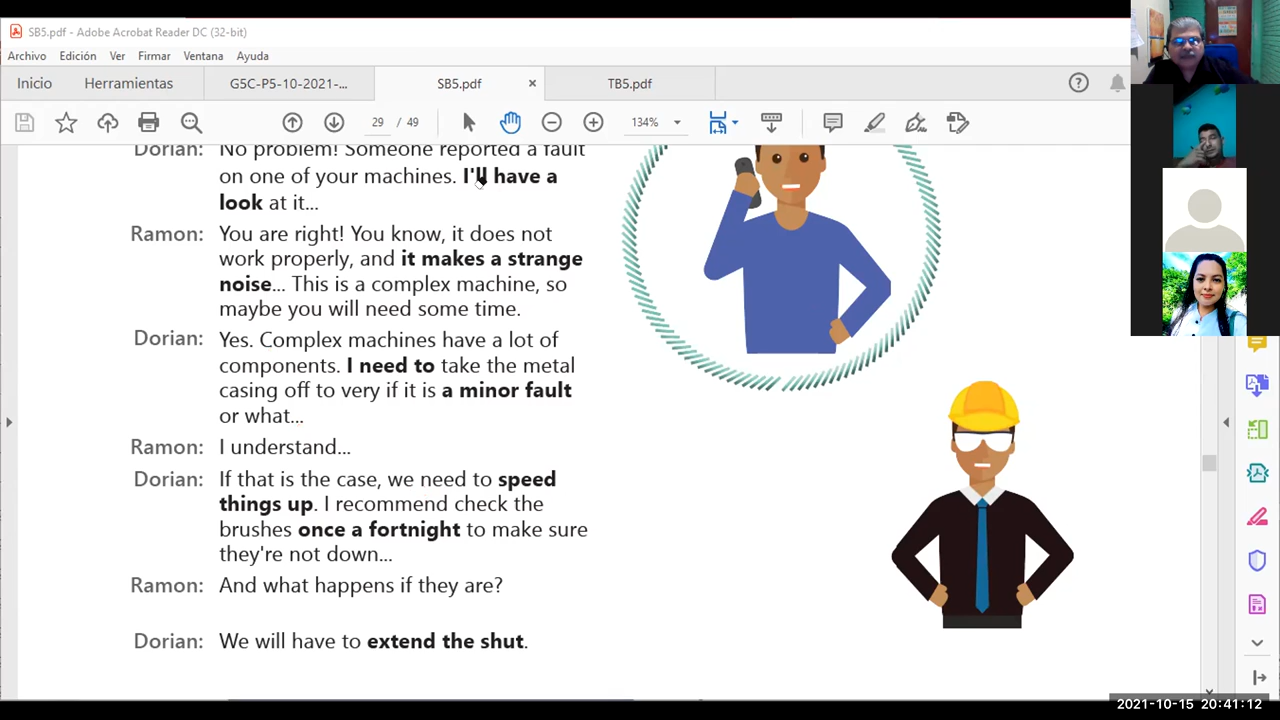 SB5.pdf - Adobe Acrobat Reader DC (32-bit)
Archivo Edición Ver Firmar Ventana Ayuda
Inicio Herramientas G5C-P5-10-2021-... SB5.pdf × TB5.pdf
29 / 49 134%
Dorian: No problem! Someone reported a fault
on one of your machines. I'll have a
look at it...
Ramon: You are right! You know, it does not
work properly, and it makes a strange
noise... This is a complex machine, so
maybe you will need some time.
Dorian: Yes. Complex machines have a lot of
components. I need to take the metal
casing off to very if it is a minor fault
or what...
Ramon: I understand...
Dorian: If that is the case, we need to speed
things up. I recommend check the
brushes once a fortnight to make sure
they're not down...
Ramon: And what happens if they are?
Dorian: We will have to extend the shut.
2021-10-15 20:41:12